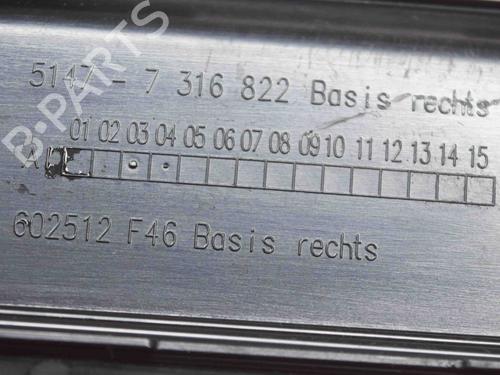 B-PARTS
5147 - 7 316 822 Basis rechts
01 02 03 04 05 06 07 08 09 10 11 12 13 14 15
602512 F46 Basis rechts